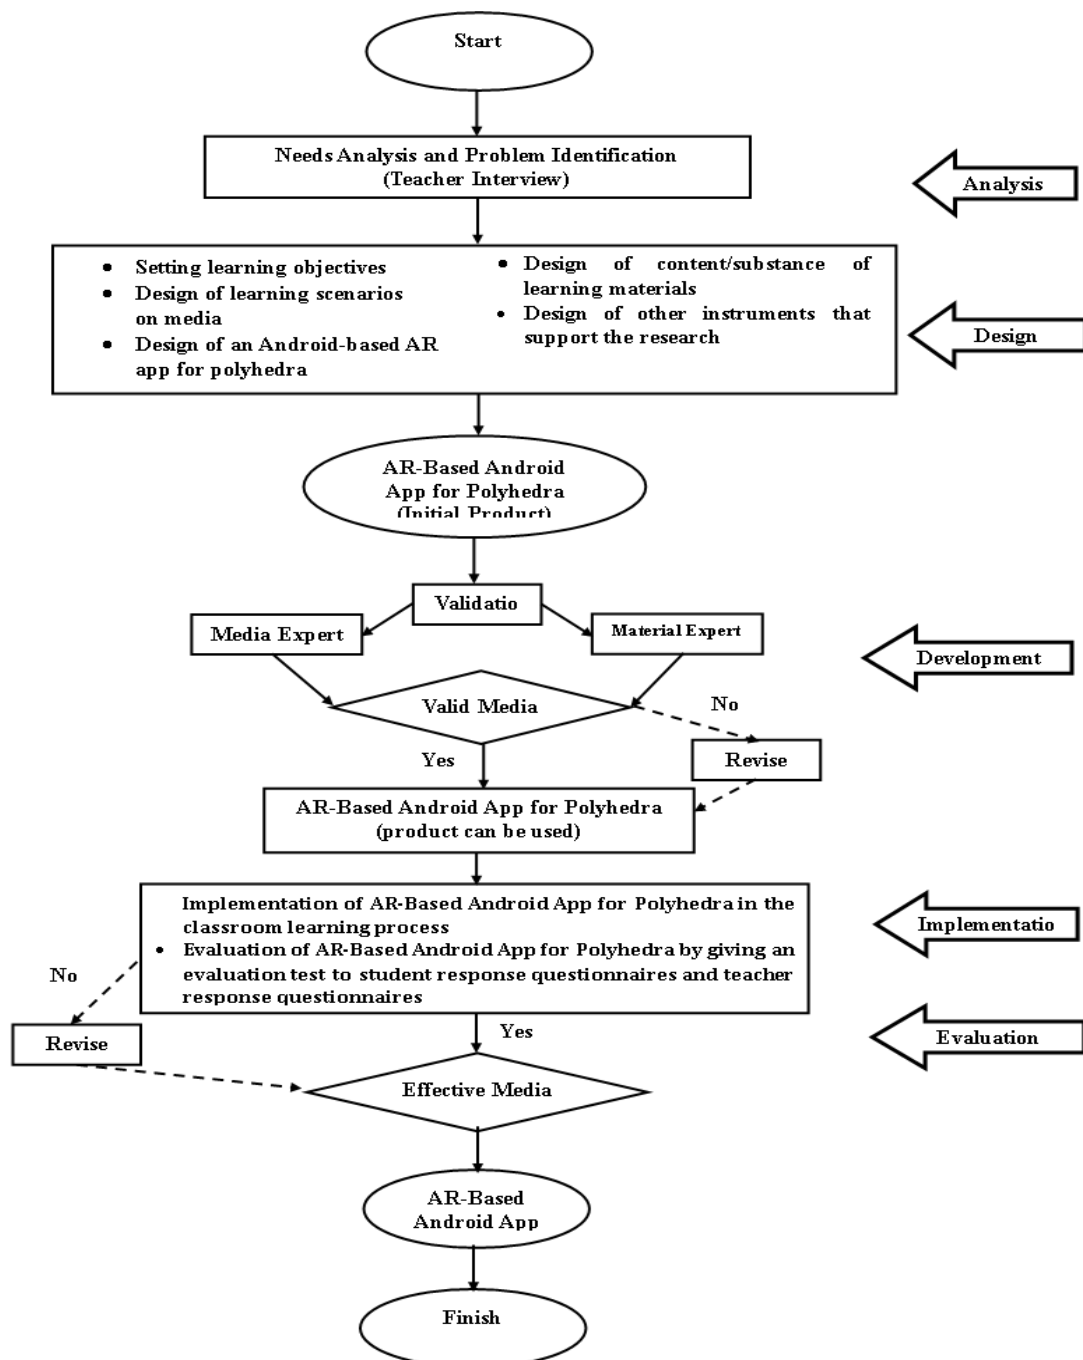 Start
Needs Analysis and Problem Identification
(Teacher Interview)
Analysis
• Setting learning objectives
• Design of learning scenarios
on media
• Design of an Android-based AR
app for polyhedra
• Design of content/substance of
learning materials
• Design of other instruments that
support the research
Design
AR-Based Android
App for Polyhedra
(Initial Product)
Validatio
Media Expert
Material Expert
Development
Valid Media
No
Yes
Revise
AR-Based Android App for Polyhedra
(product can be used)
Implementation of AR-Based Android App for Polyhedra in the
classroom learning process
• Evaluation of AR-Based Android App for Polyhedra by giving an
evaluation test to student response questionnaires and teacher
response questionnaires
Implementatio
No
Yes
Revise
Evaluation
Effective Media
AR-Based
Android App
Finish